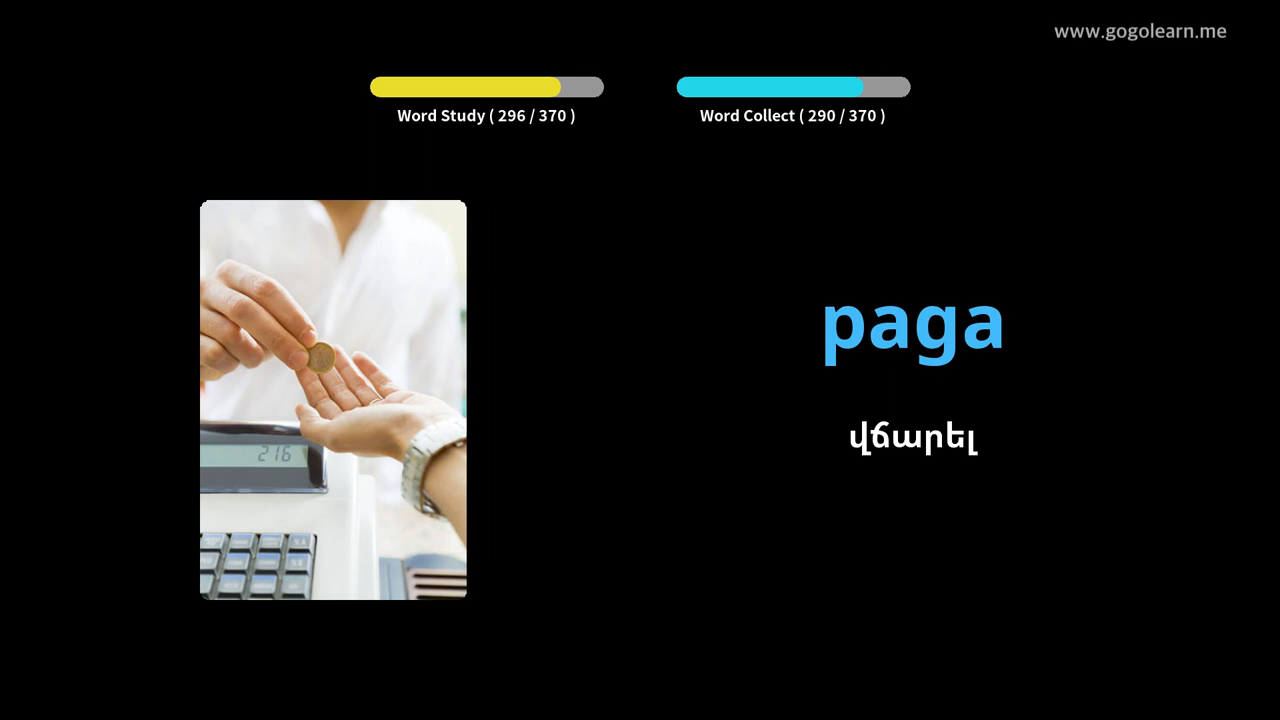 www.gogolearn.me
Word Study ( 296 / 370 )
Word Collect ( 290 / 370 )
paga
վճարել
216